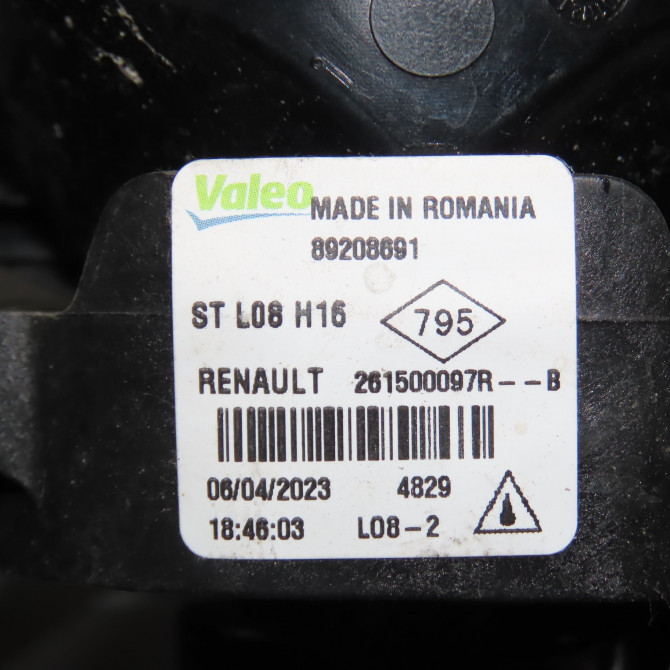 Valeo MADE IN ROMANIA
89208691
ST L08 H16 795
RENAULT 261500097R--B
06/04/2023 4829
18:46:03 L08-2